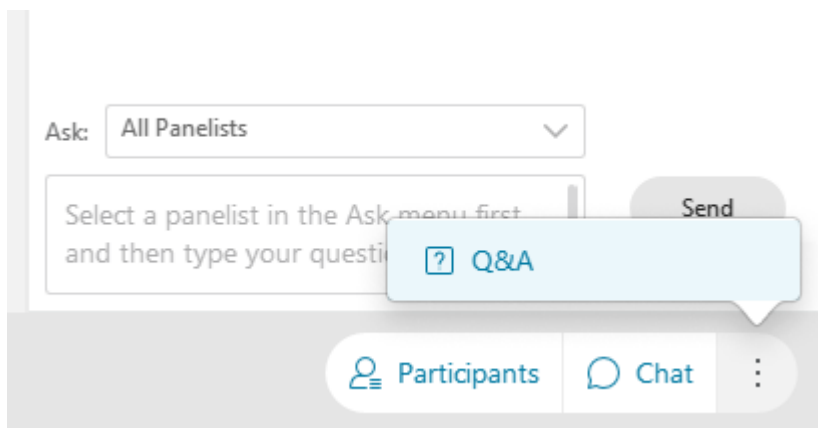 Ask: All Panelists
Select a panelist in the Ask menu first
and then type your questi
Send
Q&A
Participants
Chat